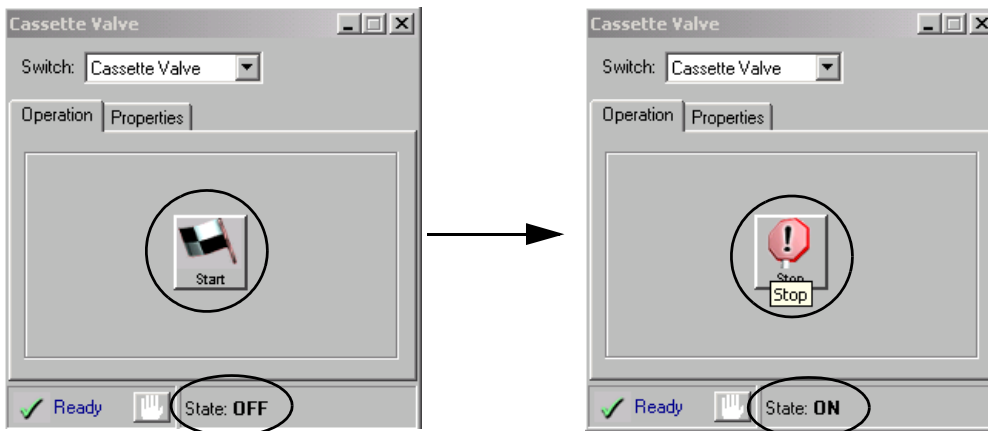 Cassette Valve
Switch: Cassette Valve
Operation Properties
Start
Ready State: OFF
Cassette Valve
Switch: Cassette Valve
Operation Properties
Stop
Stop
Ready State: ON